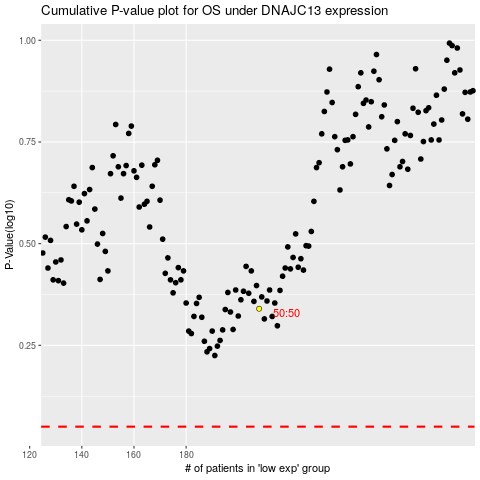 Cumulative P-value plot for OS under DNAJC13 expression
1.00
0.75
0.50
0.25
P-Value(log10)
50:50
120 140 160 180
# of patients in 'low exp' group